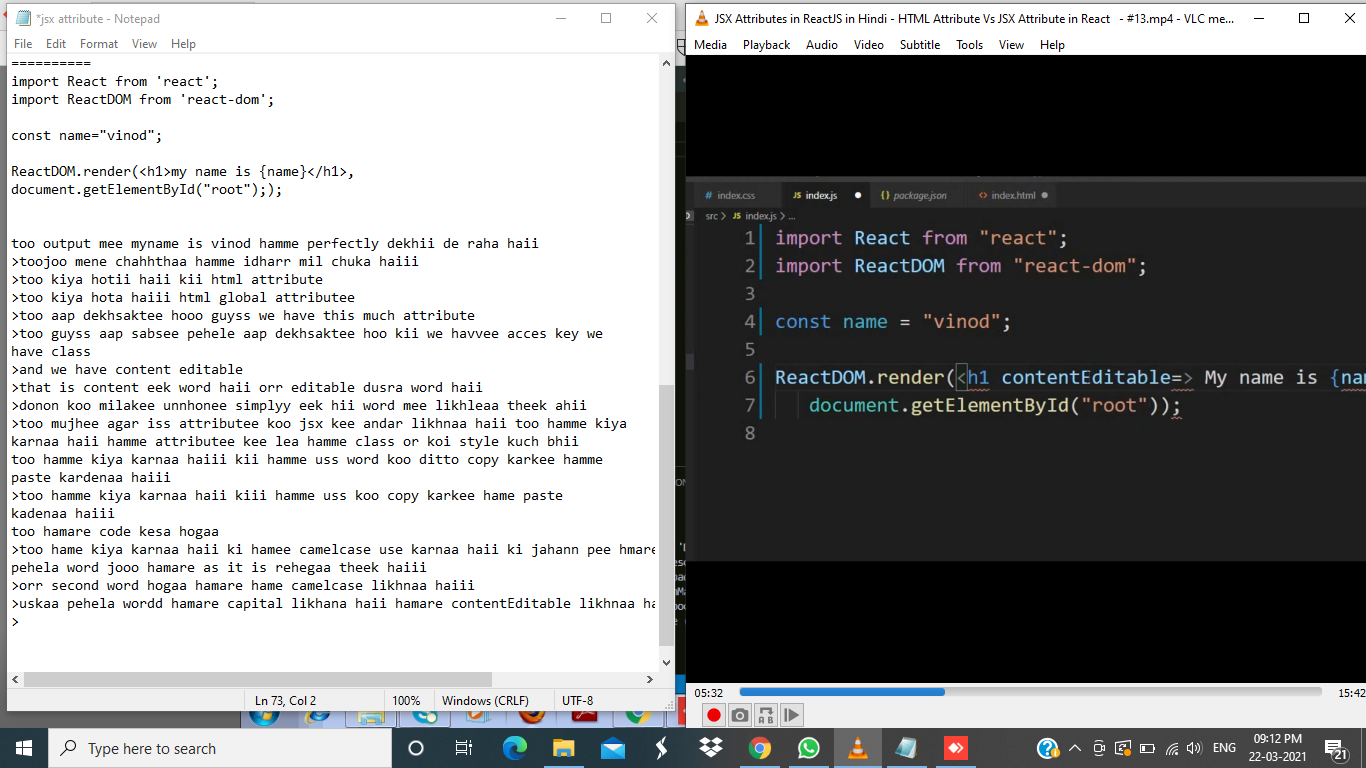 *jsx attribute - Notepad
File Edit Format View Help
==========
import React from 'react';
import ReactDOM from 'react-dom';
const name="vinod";
ReactDOM.render(<h1>my name is {name}</h1>,
document.getElementById("root"););
too output mee myname is vinod hamme perfectly dekhii de raha haii
>toojoo mene chahhthaa hamme idharr mil chuka haiii
>too kiya hotii haii kii html attribute
>too kiya hota haiii html global attributee
>too aap dekhsaktee hooo guyss we have this much attribute
>too guyss aap sabsee pehele aap dekhsaktee hoo kii we havvee acces key we
have class
>and we have content editable
>that is content eek word haii orr editable dusra word haii
>donon koo milakee unnhonee simplyy eek hii word mee likhleaa theek ahii
>too mujhee agar iss attributee koo jsx kee andar likhnaa haii too hamme kiya
karnaa haii hamme attributee kee lea hamme class or koi style kuch bhii
too hamme kiya karnaa haiii kii hamme uss word koo ditto copy karkee hamme
paste kardenaa haiii
>too hamme kiya karnaa haii kiii hamme uss koo copy karkee hame paste
kadenaa haiii
too hamare code kesa hogaa
>too hame kiya karnaa haii ki hamee camelcase use karnaa haii ki jahann pee hmare
pehela word jooo hamare as it is rehegaa theek haiii
>orr second word hogaa hamare hame camelcase likhnaa haiii
>uskaa pehela wordd hamare capital likhana haii hamare contentEditable likhnaa ha
>
Ln 73, Col 2 100% Windows (CRLF) UTF-8
JSX Attributes in ReactJS in Hindi - HTML Attribute Vs JSX Attribute in React - #13.mp4 - VLC me...
Media Playback Audio Video Subtitle Tools View Help
# index.css JS index.js {} package.json <> index.html
src > JS index.js > ...
1 import React from "react";
2 import ReactDOM from "react-dom";
3
4 const name = "vinod";
5
6 ReactDOM.render(<h1 contentEditable=> My name is {nam
7 document.getElementById("root"));
8
05:32 15:42
Type here to search
ENG
09:12 PM
22-03-2021
21